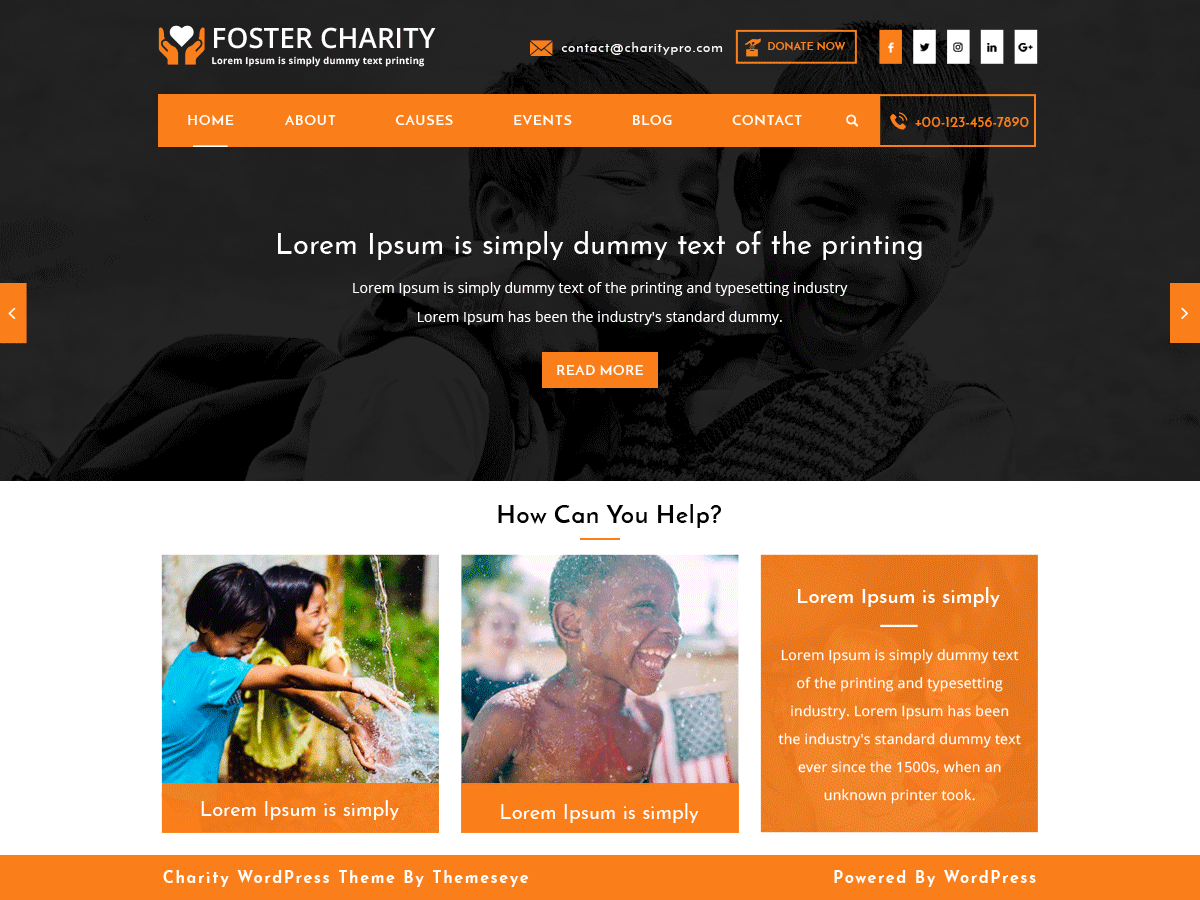 FOSTER CHARITY
Lorem Ipsum is simply dummy text printing
contact@charitypro.com
DONATE NOW
HOME ABOUT CAUSES EVENTS BLOG CONTACT
+00-123-456-7890
Lorem Ipsum is simply dummy text of the printing
Lorem Ipsum is simply dummy text of the printing and typesetting industry
Lorem Ipsum has been the industry's standard dummy.
READ MORE
How Can You Help?
Lorem Ipsum is simply
Lorem Ipsum is simply
Lorem Ipsum is simply
Lorem Ipsum is simply dummy text
of the printing and typesetting
industry. Lorem Ipsum has been
the industry's standard dummy text
ever since the 1500s, when an
unknown printer took.
Charity WordPress Theme By Themeseye
Powered By WordPress